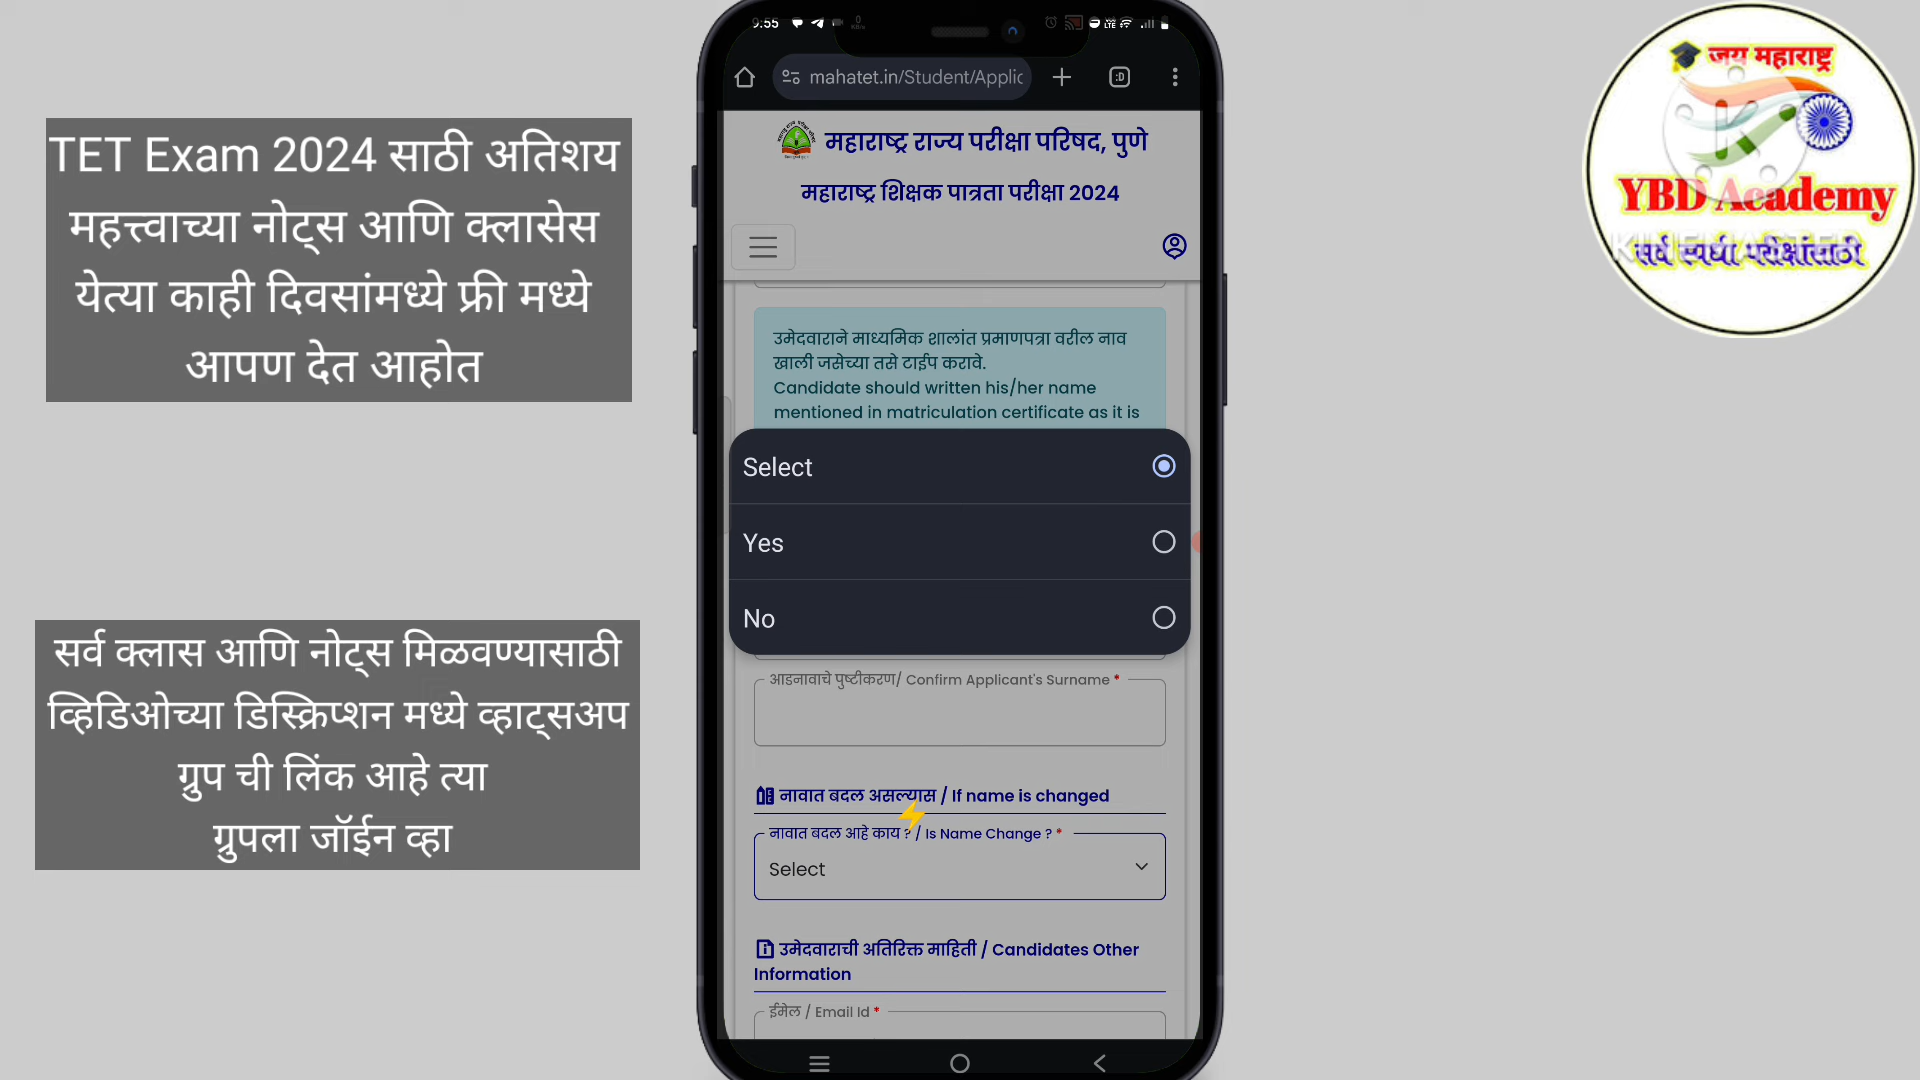 TET Exam 2024 साठी अतिशय
महत्त्वाच्या नोट्स आणि क्लासेस
येत्या काही दिवसांमध्ये फ्री मध्ये
आपण देत आहोत
सर्व क्लास आणि नोट्स मिळवण्यासाठी
व्हिडिओच्या डिस्क्रिप्शन मध्ये व्हाट्सअप
ग्रुप ची लिंक आहे त्या
ग्रुपला जॉईन व्हा
9:55
mahatet.in/Student/Applic
:D
महाराष्ट्र राज्य परीक्षा परिषद, पुणे
महाराष्ट्र शिक्षक पात्रता परीक्षा 2024
उमेदवाराने माध्यमिक शालांत प्रमाणपत्रा वरील नाव
खाली जसेच्या तसे टाईप करावे.
Candidate should written his/her name
mentioned in matriculation certificate as it is
Select
Yes
No
आडनावाचे पुष्टीकरण/ Confirm Applicant's Surname *
नावात बदल असल्यास / If name is changed
नावात बदल आहे काय ? / Is Name Change ? *
Select
उमेदवाराची अतिरिक्त माहिती / Candidates Other
Information
ईमेल / Email Id *
जय महाराष्ट्र
YBD Academy
सर्व स्पर्धा परीक्षांसाठी